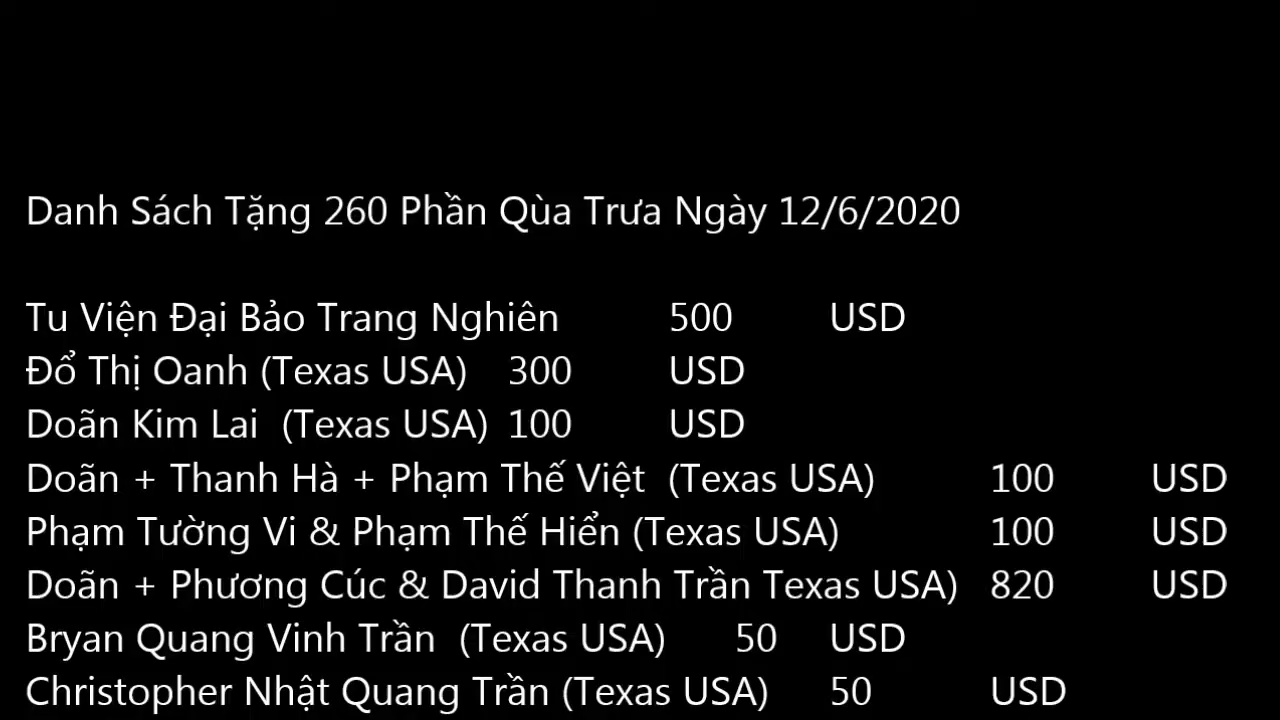 Danh Sách Tặng 260 Phần Qùa Trưa Ngày 12/6/2020
Tu Viện Đại Bảo Trang Nghiên 500 USD
Đổ Thị Oanh (Texas USA) 300 USD
Doãn Kim Lai (Texas USA) 100 USD
Doãn + Thanh Hà + Phạm Thế Việt (Texas USA) 100 USD
Phạm Tường Vi & Phạm Thế Hiển (Texas USA) 100 USD
Doãn + Phương Cúc & David Thanh Trần Texas USA) 820 USD
Bryan Quang Vinh Trần (Texas USA) 50 USD
Christopher Nhật Quang Trần (Texas USA) 50 USD